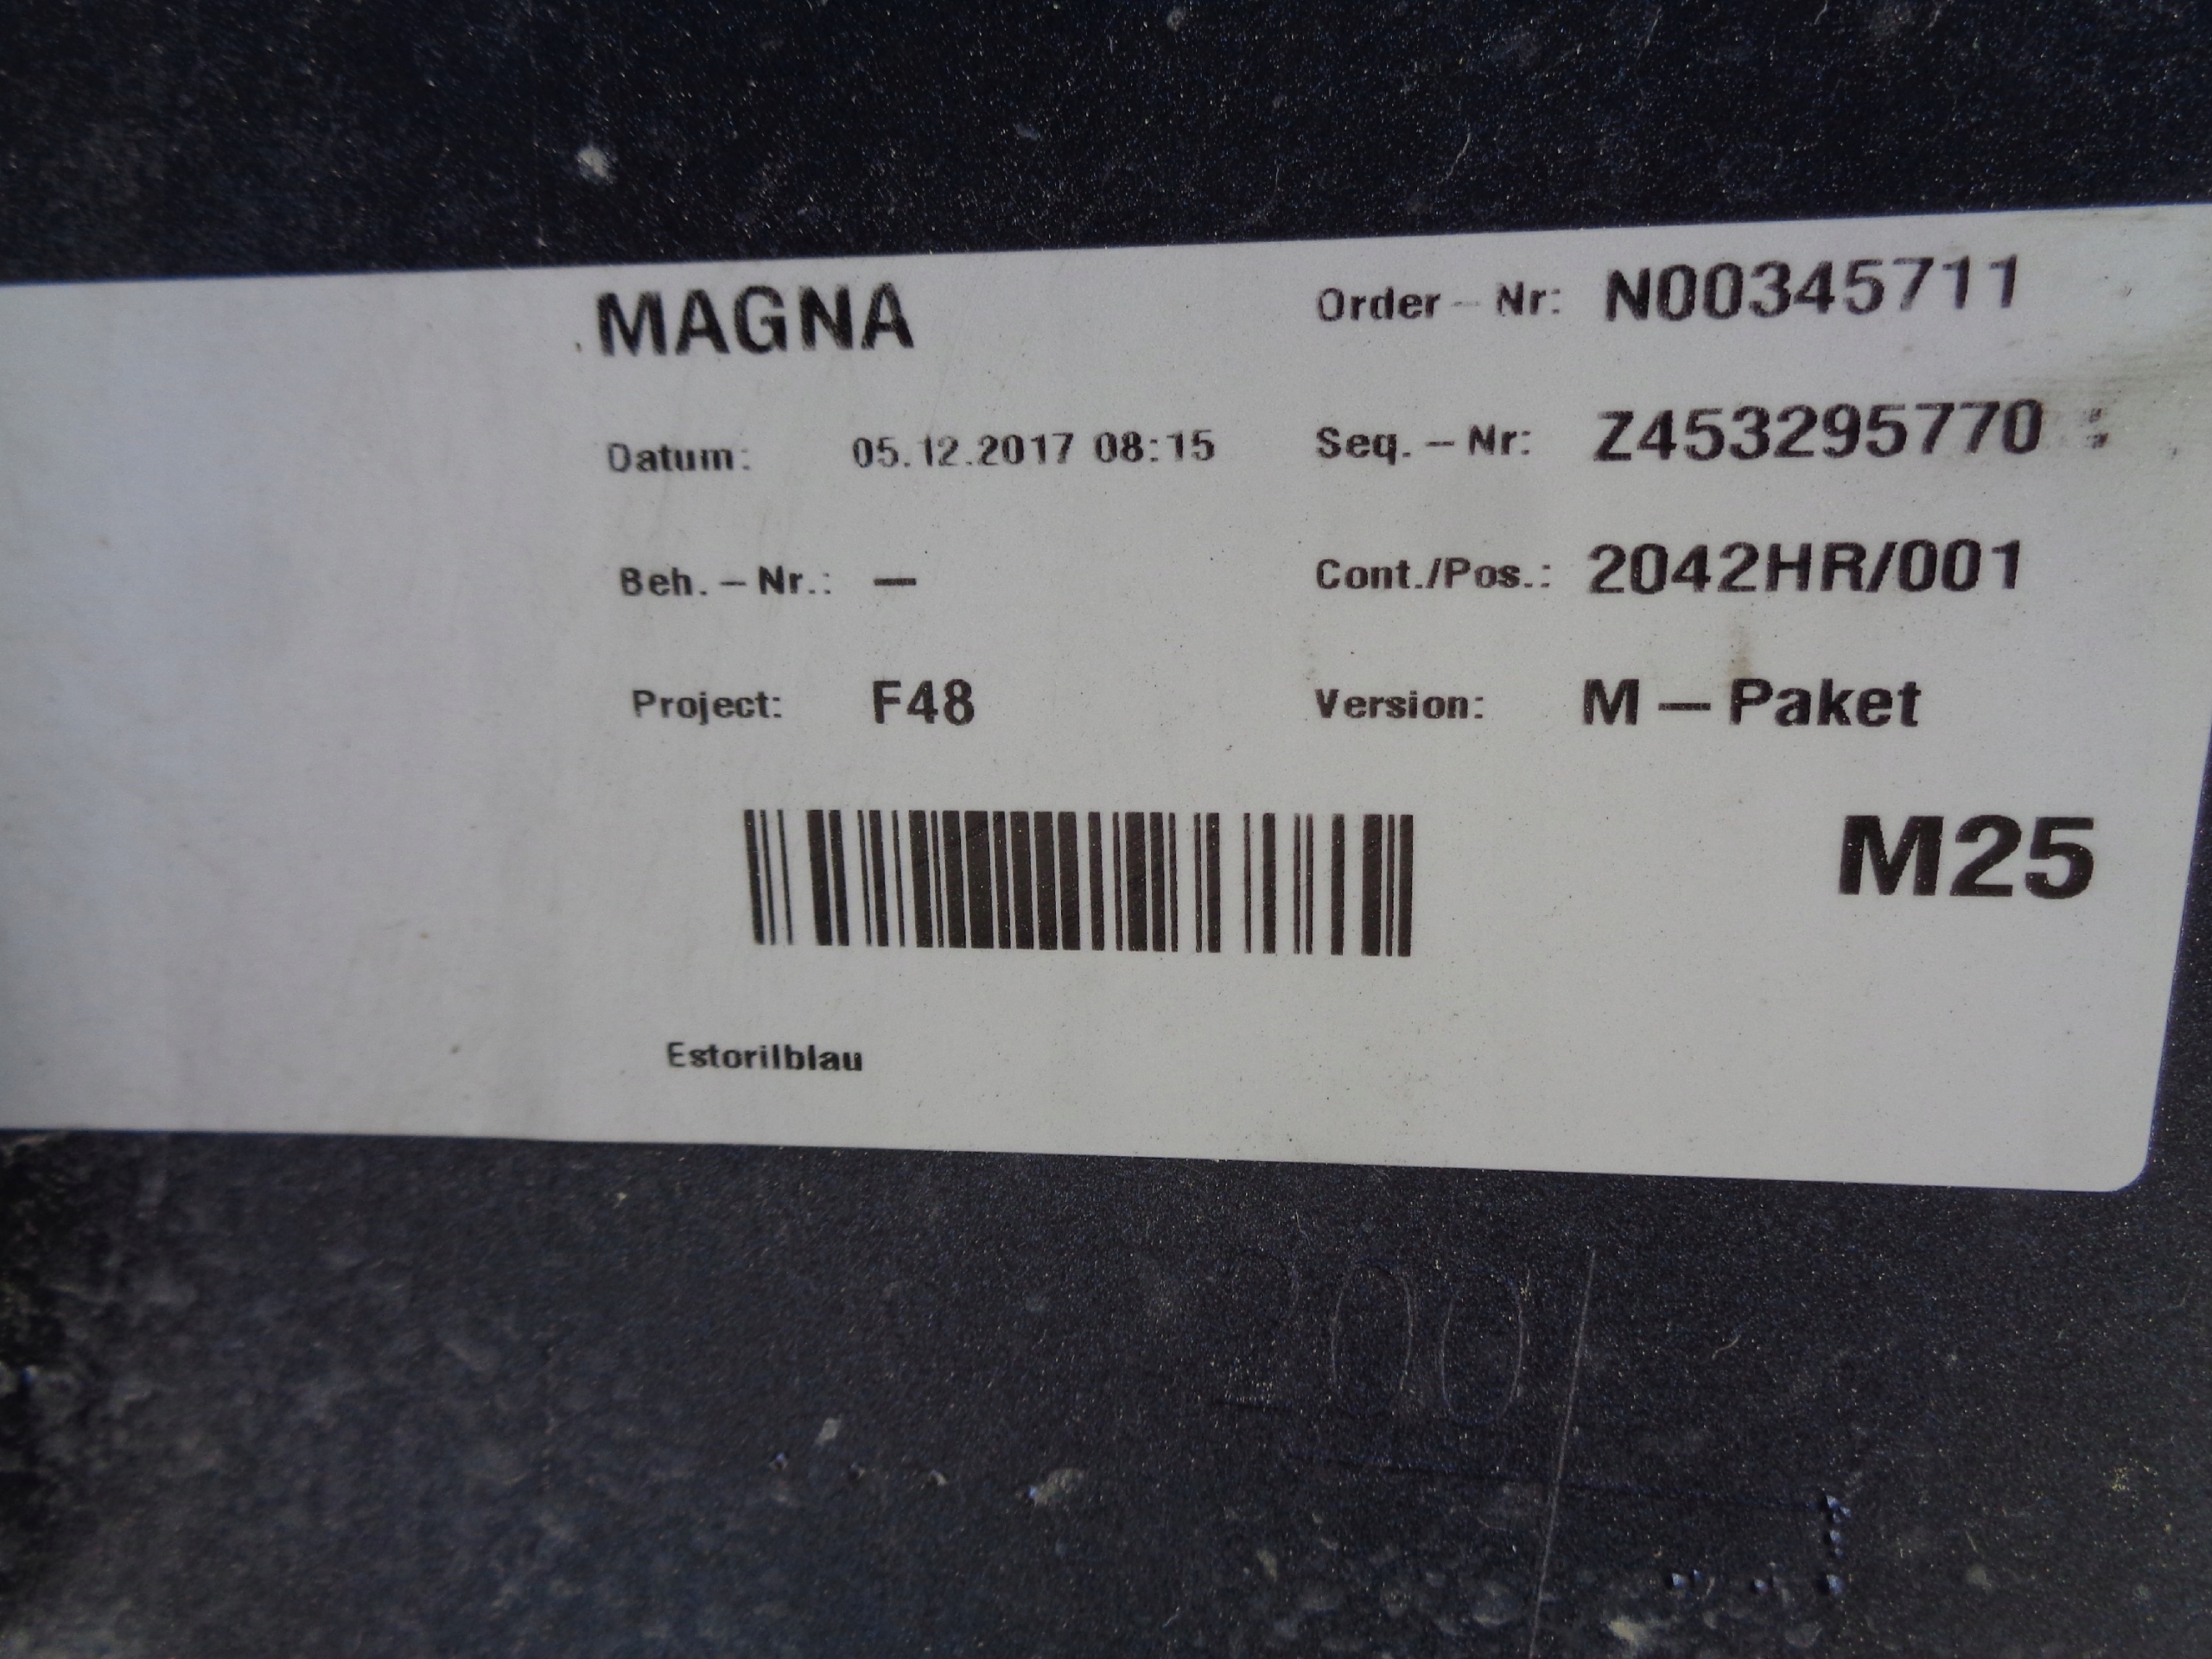 MAGNA
Order - Nr: N00345711
Datum: 05.12.2017 08:15
Seq. - Nr: Z453295770
Beh. - Nr.: —
Cont./Pos.: 2042HR/001
Project: F48
Version: M - Paket
M25
Estorilblau